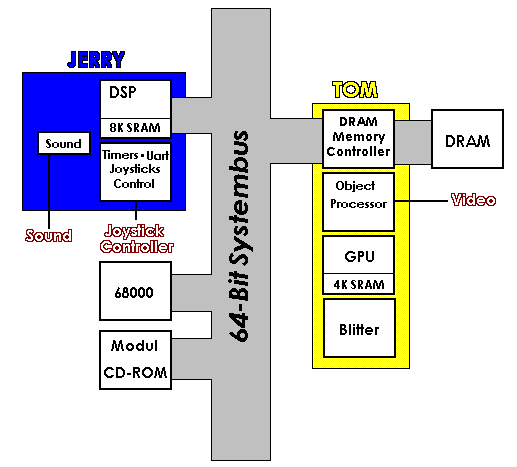 JERRY
DSP
8K SRAM
Sound
Timers • Uart
Joysticks
Control
Sound
Joystick
Controller
68000
Modul
CD-ROM
64-Bit Systembus
TOM
DRAM
Memory
Controller
DRAM
Object
Processor
Video
GPU
4K SRAM
Blitter